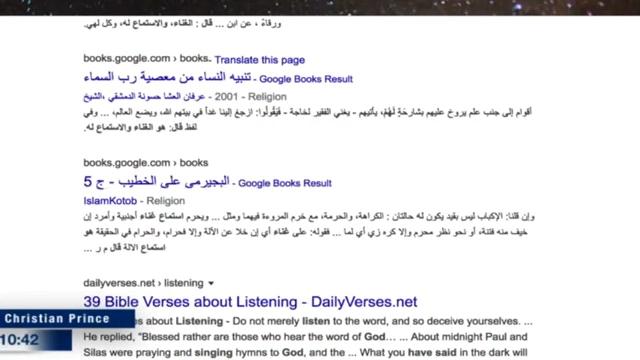 ورقاء ، عن ابن ... قال : الغناء ، والاستماع له، وكل لهي.
books.google.com › books. Translate this page
تنبيه النساء من معصية رب السماء - Google Books Result
عرفان العشا حسونة الدمشقي ،الشيخ - 2001 - Religion
أقوام إلى جنب علم يروح عليهم بشارحة لهم، يأتيهم - يعني الفقير لحاجة - فيقولوا: ارجع إلينا غداً في بيتهم الله، ويضع العالم، ... وفي
لفظ قال: هو الغناء والاستماع له.
books.google.com › books
البجيرمى على الخطيب - ج 5 - Google Books Result
IslamKotob - Religion
وإن قلنا: الإكباب ليس بقيد يكون له حالتان : الكراهة، والحرمة، مع خرم المروءة فيهما ومثل ... ويحرم استماع غناء أجنبية وأمرد إن
خيف منه فتنة، أو نحو نظر محرم وإلا كره زي أي لما ... فقوله: على غناء أي إن خلا عن الآلة وإلا فحرام، والحرام في الحقيقة هو
استماع الالة قال م ر ...
dailyverses.net › listening
39 Bible Verses about Listening - DailyVerses.net
es about Listening - Do not merely listen to the word, and so deceive yourselves. ...
He replied, "Blessed rather are those who hear the word of God… ... About midnight Paul and
Silas were praying and singing hymns to God, and the ... What you have said in the dark will
Christian Prince
10:42